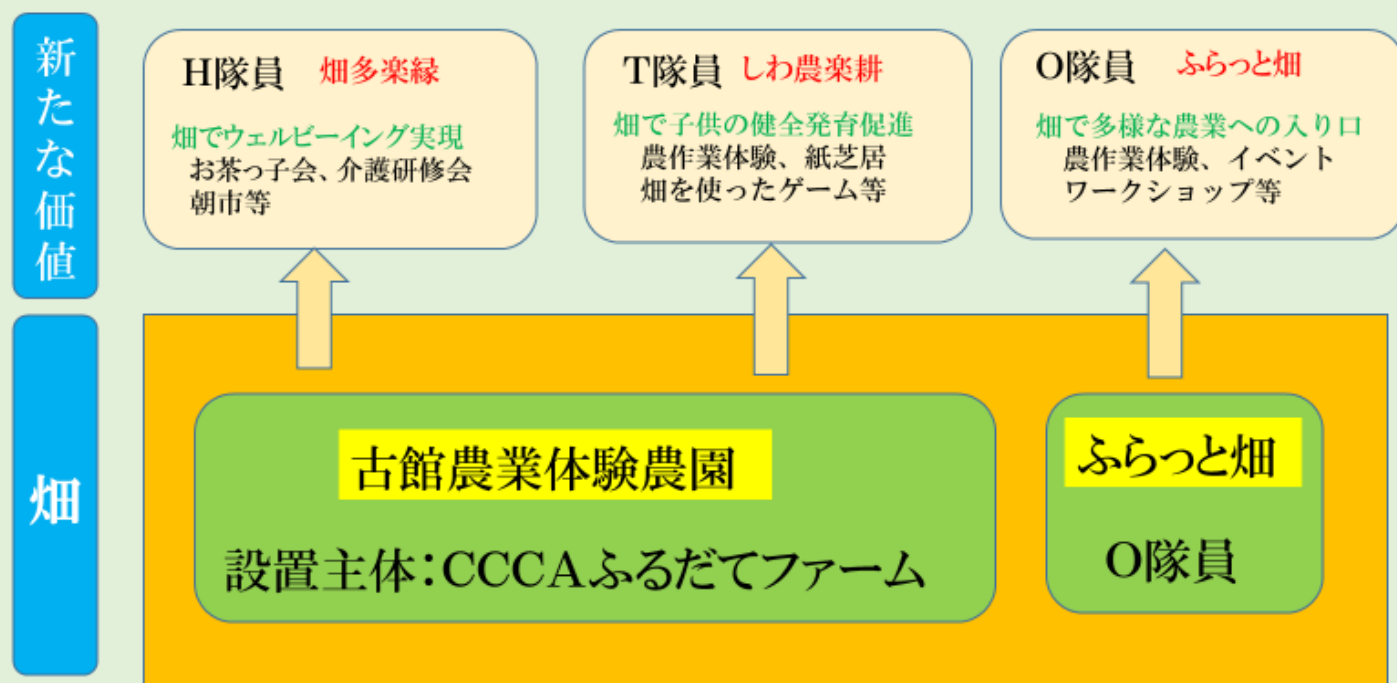 新たな価値
H隊員 畑多楽縁
畑でウェルビーイング実現
お茶っ子会、介護研修会
朝市等
T隊員 しわ農楽耕
畑で子供の健全発育促進
農作業体験、紙芝居
畑を使ったゲーム等
O隊員 ふらっと畑
畑で多様な農業への入り口
農作業体験、イベント
ワークショップ等
畑
古館農業体験農園
設置主体：CCCAふるだてファーム
ふらっと畑
O隊員